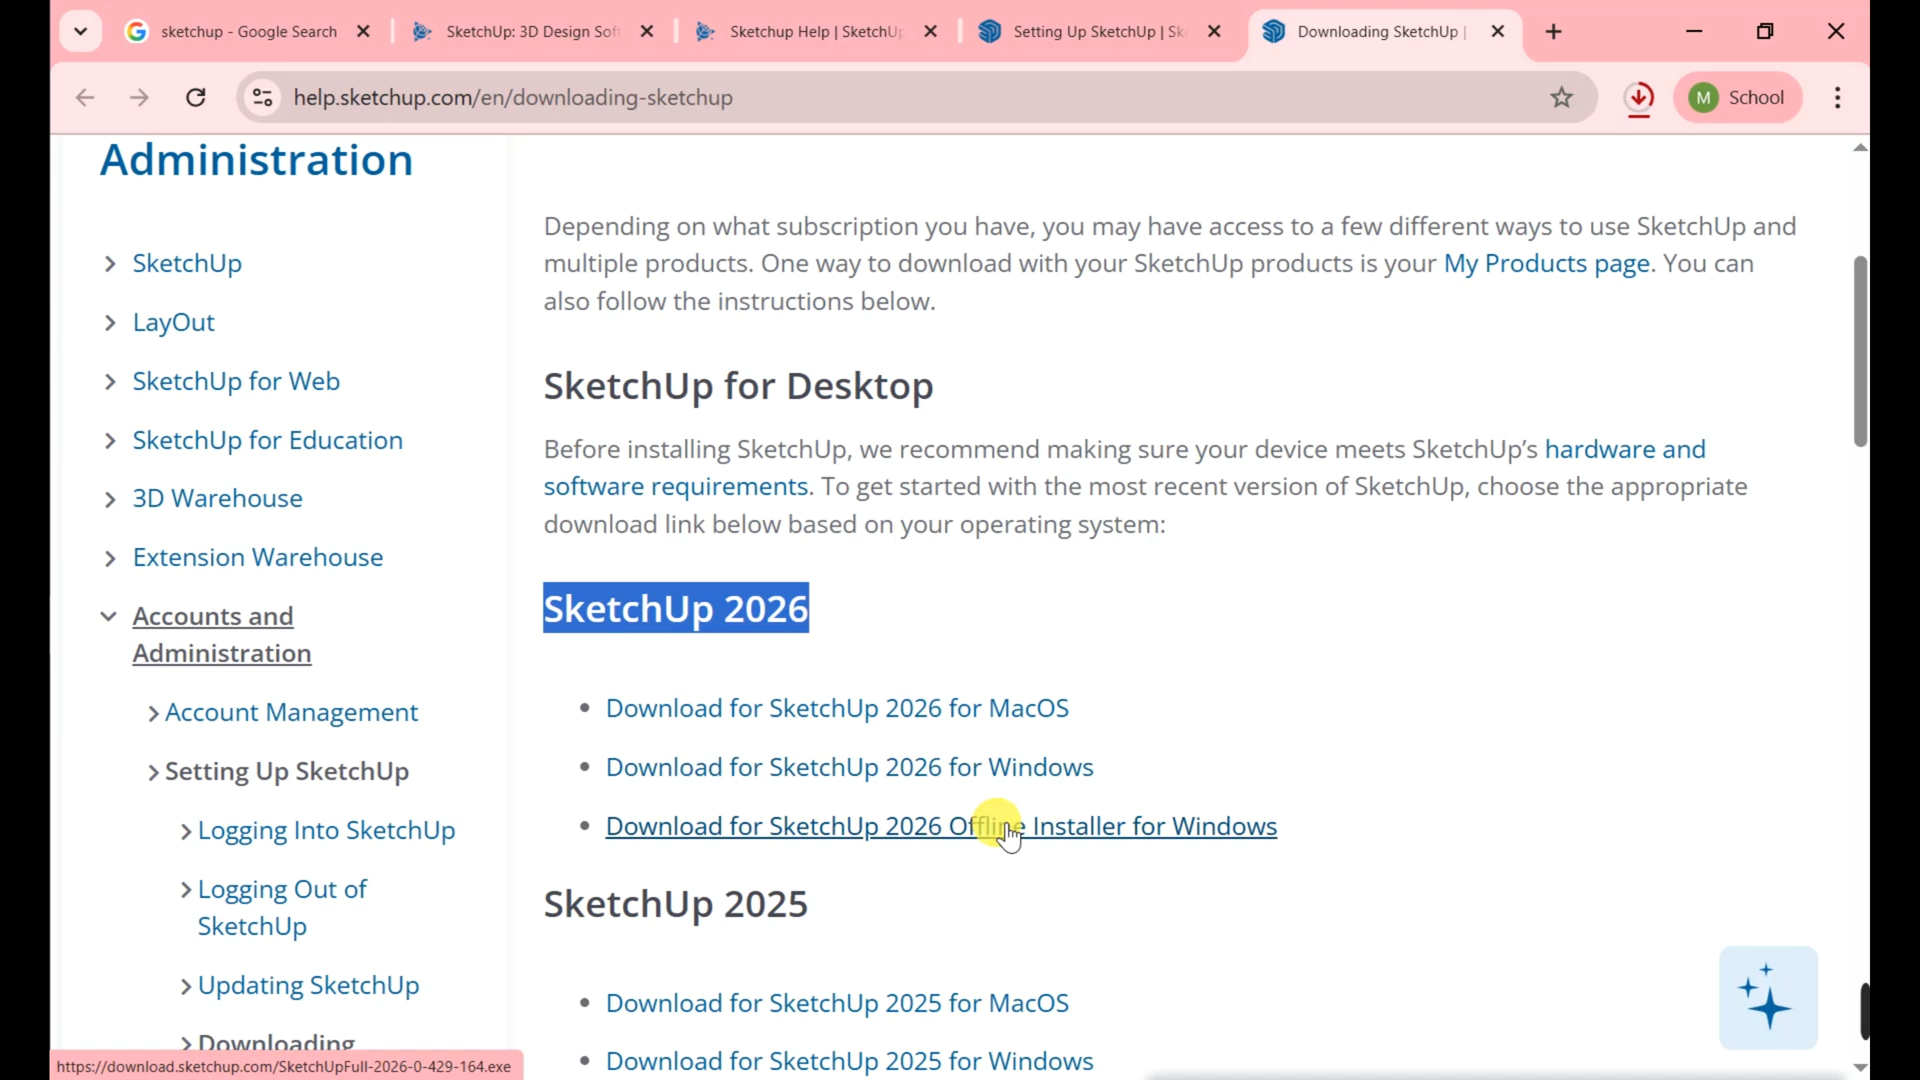 sketchup - Google Search
SketchUp: 3D Design Sof
Sketchup Help | SketchUp
Setting Up SketchUp | Sk
Downloading SketchUp |
help.sketchup.com/en/downloading-sketchup
M School
Administration
SketchUp
LayOut
SketchUp for Web
SketchUp for Education
3D Warehouse
Extension Warehouse
Accounts and
Administration
Account Management
Setting Up SketchUp
Logging Into SketchUp
Logging Out of
SketchUp
Updating SketchUp
Downloading
Depending on what subscription you have, you may have access to a few different ways to use SketchUp and
multiple products. One way to download with your SketchUp products is your My Products page. You can
also follow the instructions below.
SketchUp for Desktop
Before installing SketchUp, we recommend making sure your device meets SketchUp’s hardware and
software requirements. To get started with the most recent version of SketchUp, choose the appropriate
download link below based on your operating system:
SketchUp 2026
• Download for SketchUp 2026 for MacOS
• Download for SketchUp 2026 for Windows
• Download for SketchUp 2026 Offline Installer for Windows
SketchUp 2025
• Download for SketchUp 2025 for MacOS
• Download for SketchUp 2025 for Windows
https://download.sketchup.com/SketchUpFull-2026-0-429-164.exe